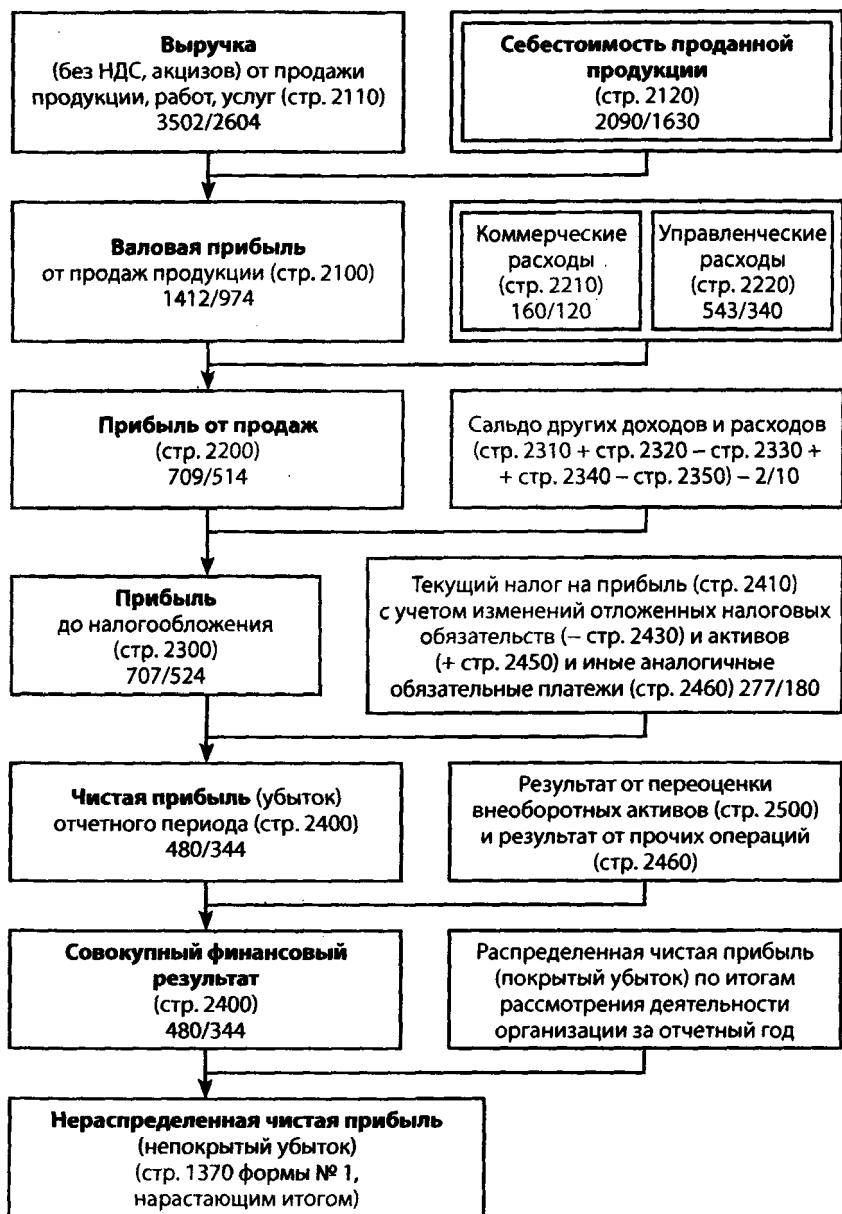 Выручка
(без НДС, акцизов) от продажи
продукции, работ, услуг (стр. 2110)
3502/2604
Себестоимость проданной
продукции
(стр. 2120)
2090/1630
Валовая прибыль
от продаж продукции (стр. 2100)
1412/974
Коммерческие
расходы
(стр. 2210)
160/120
Управленческие
расходы
(стр. 2220)
543/340
Прибыль от продаж
(стр. 2200)
709/514
Сальдо других доходов и расходов
(стр. 2310 + стр. 2320 – стр. 2330 +
+ стр. 2340 – стр. 2350) – 2/10
Прибыль
до налогообложения
(стр. 2300)
707/524
Текущий налог на прибыль (стр. 2410)
с учетом изменений отложенных налоговых
обязательств (– стр. 2430) и активов
(+ стр. 2450) и иные аналогичные
обязательные платежи (стр. 2460) 277/180
Чистая прибыль (убыток)
отчетного периода (стр. 2400)
480/344
Результат от переоценки
внеоборотных активов (стр. 2500)
и результат от прочих операций
(стр. 2460)
Совокупный финансовый
результат
(стр. 2400)
480/344
Распределенная чистая прибыль
(покрытый убыток) по итогам
рассмотрения деятельности
организации за отчетный год
Нераспределенная чистая прибыль
(непокрытый убыток)
(стр. 1370 формы № 1,
нарастающим итогом)